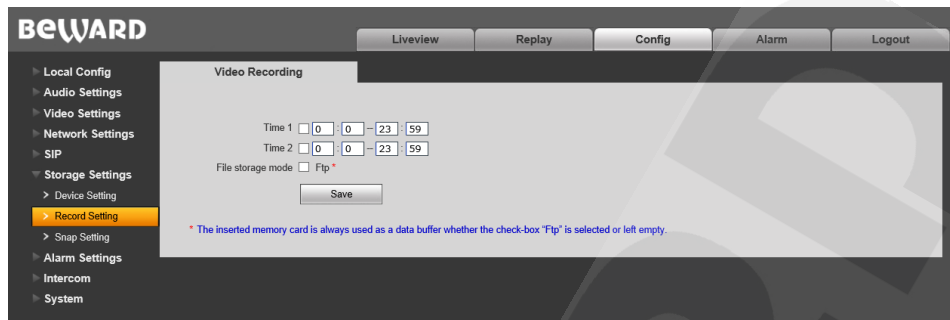 BEWARD
Liveview Replay Config Alarm Logout
Local Config
Audio Settings
Video Settings
Network Settings
SIP
Storage Settings
> Device Setting
> Record Setting
> Snap Setting
Alarm Settings
Intercom
System
Video Recording
Time 1 0 : 0 – 23 : 59
Time 2 0 : 0 – 23 : 59
File storage mode Ftp *
Save
* The inserted memory card is always used as a data buffer whether the check-box “Ftp” is selected or left empty.